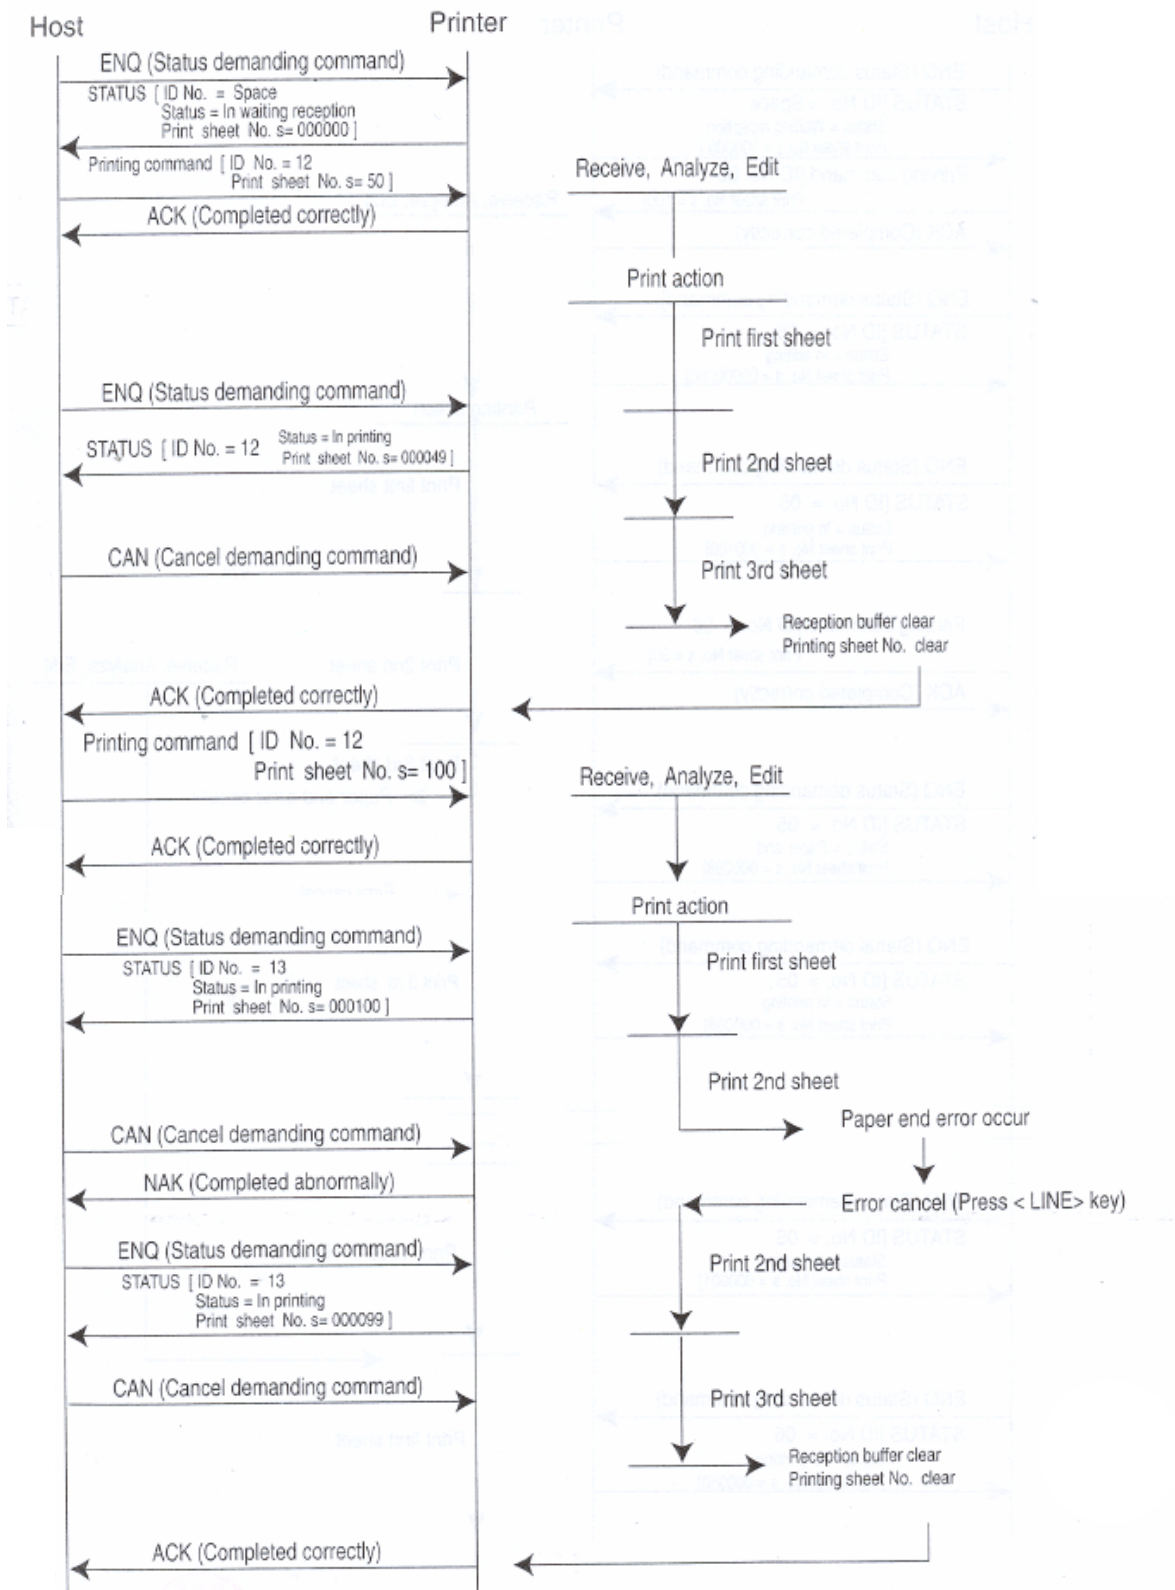 Host
Printer
ENQ (Status demanding command)
STATUS [ ID No. = Space
Status = In waiting reception
Print sheet No. s= 000000 ]
Printing command [ ID No. = 12
Print sheet No. s= 50 ]
Receive, Analyze, Edit
ACK (Completed correctly)
Print action
Print first sheet
ENQ (Status demanding command)
STATUS [ ID No. = 12 Status = In printing
Print sheet No. s= 000049 ]
Print 2nd sheet
CAN (Cancel demanding command)
Print 3rd sheet
Reception buffer clear
Printing sheet No. clear
ACK (Completed correctly)
Printing command [ ID No. = 12
Print sheet No. s= 100 ]
Receive, Analyze, Edit
ACK (Completed correctly)
Print action
ENQ (Status demanding command)
STATUS [ ID No. = 13
Status = In printing
Print sheet No. s= 000100 ]
Print first sheet
Print 2nd sheet
Paper end error occur
CAN (Cancel demanding command)
NAK (Completed abnormally)
Error cancel (Press < LINE> key)
ENQ (Status demanding command)
STATUS [ ID No. = 13
Status = In printing
Print sheet No. s= 000099 ]
Print 2nd sheet
CAN (Cancel demanding command)
Print 3rd sheet
Reception buffer clear
Printing sheet No. clear
ACK (Completed correctly)